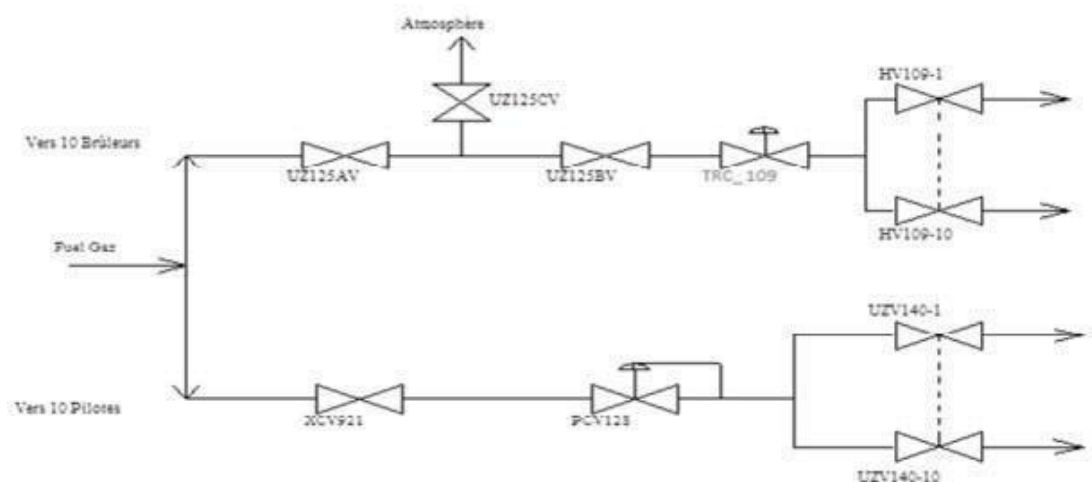 Atmosphère
HV109-1
UZ125CV
Vers 10 Brûleurs
UZ125AV
UZ125BV
TRC_109
HV109-10
Fuel Gaz
UZV140-1
Vers 10 Pilotes
XCV921
PCV128
UZV140-10